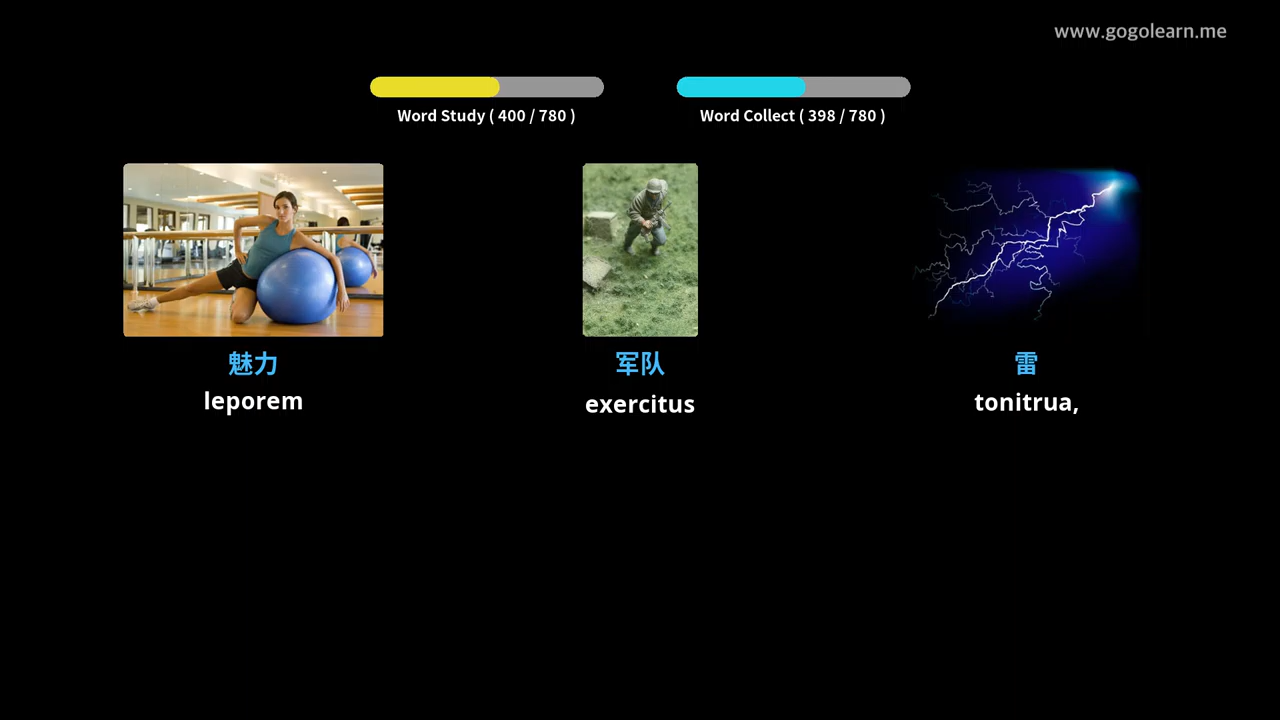 www.gogolearn.me
Word Study ( 400 / 780 )
Word Collect ( 398 / 780 )
魅力
leporem
军队
exercitus
雷
tonitrua,